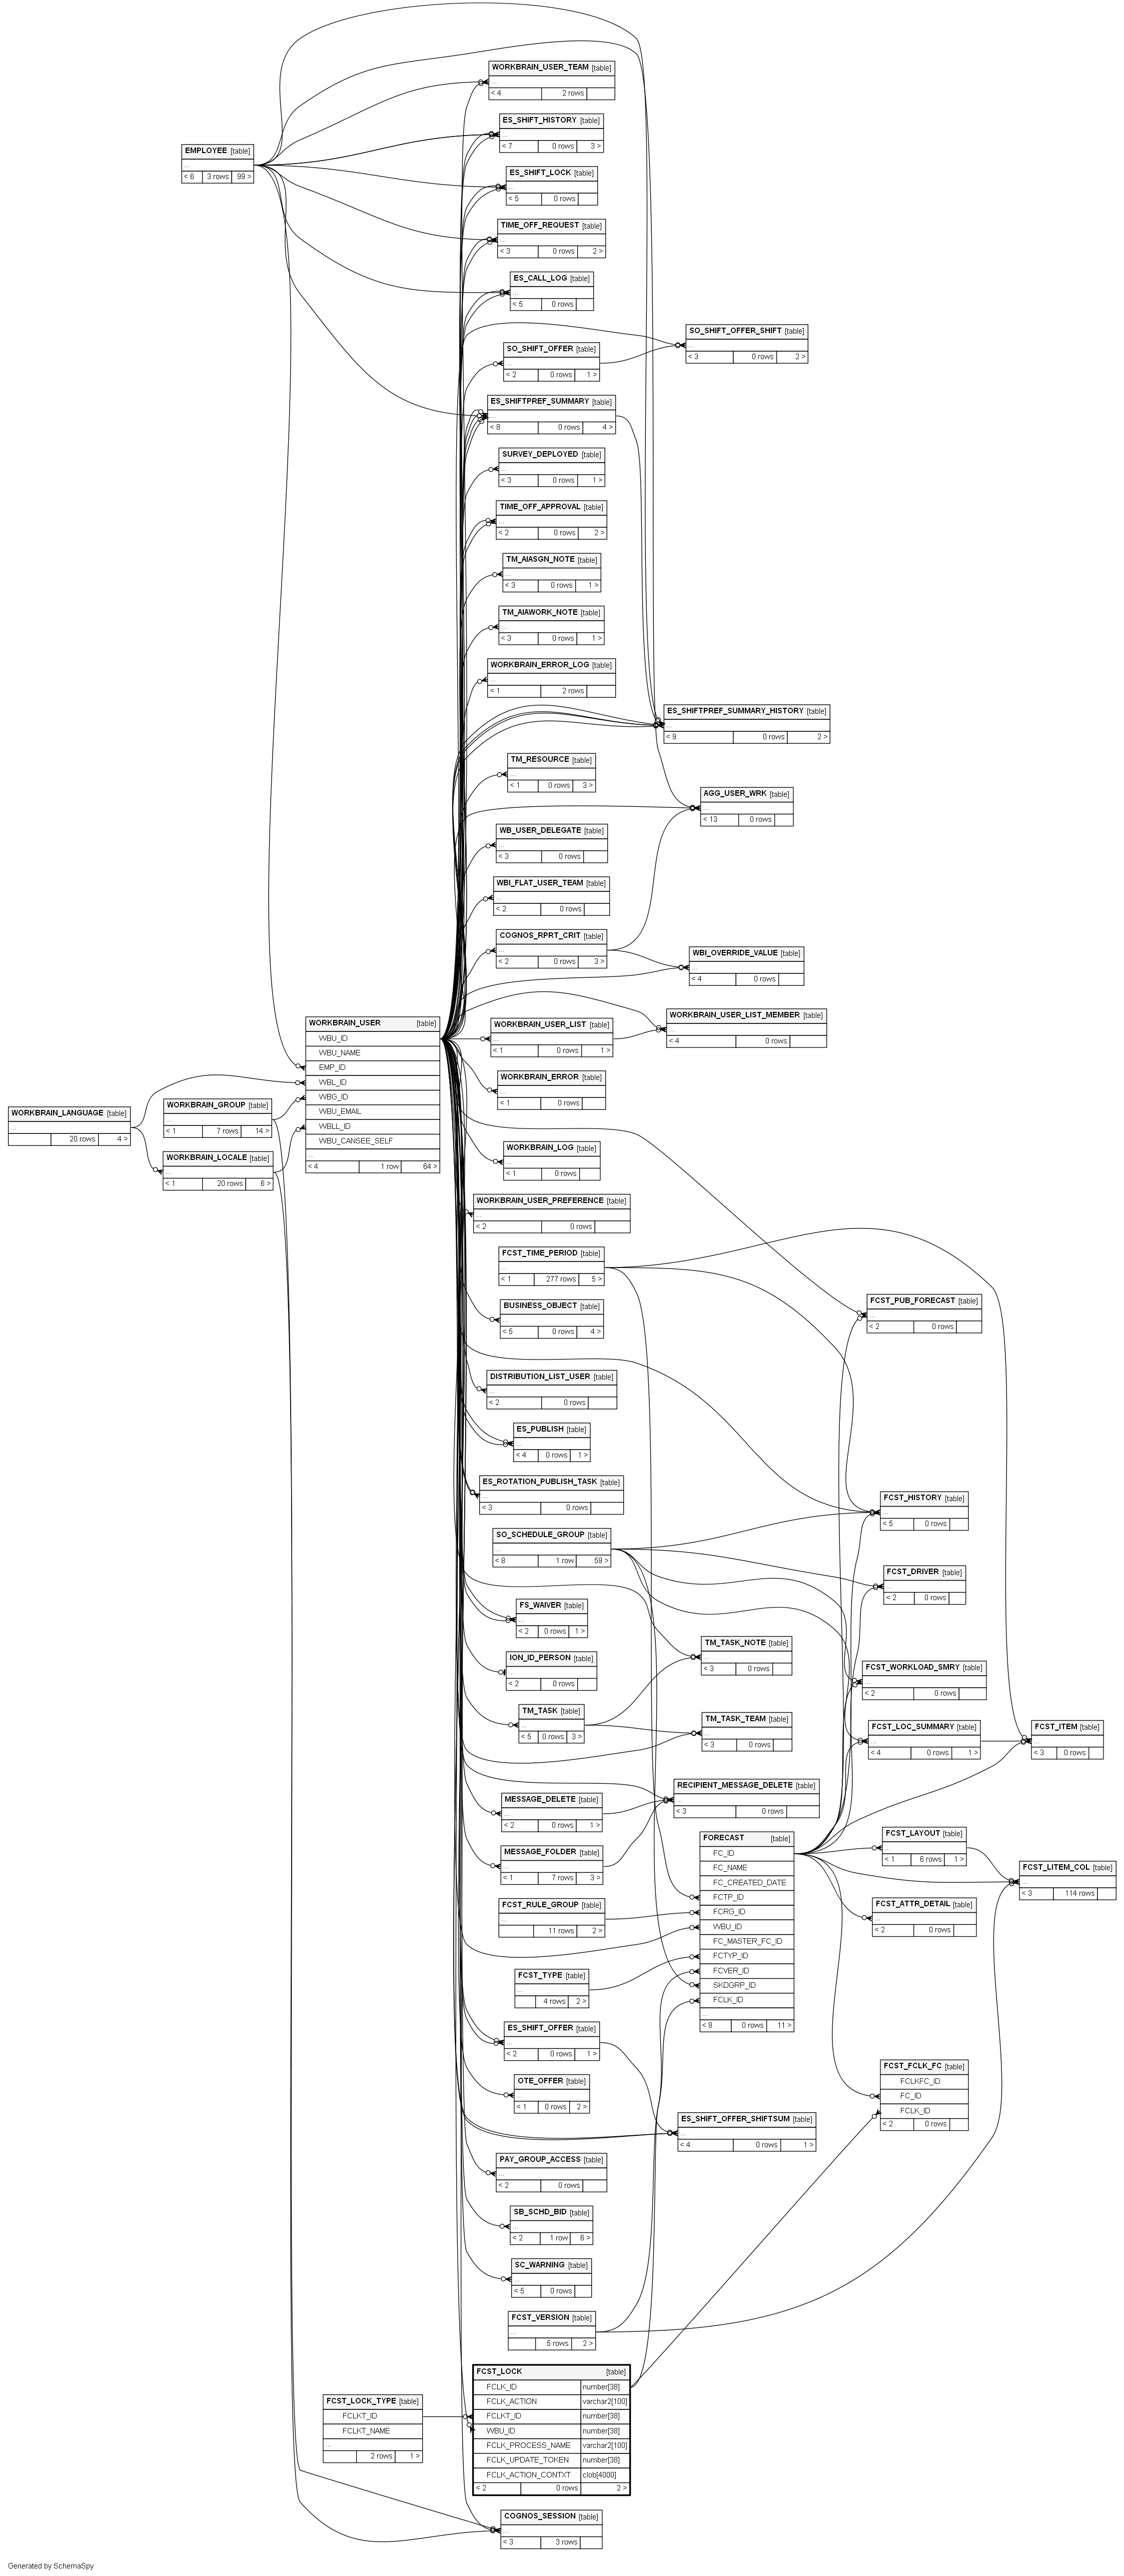 WORKBRAIN_USER_TEAM [table]
...
< 4 2 rows
ES_SHIFT_HISTORY [table]
...
< 7 0 rows 3 >
EMPLOYEE [table]
...
< 6 3 rows 99 >
ES_SHIFT_LOCK [table]
...
< 5 0 rows
TIME_OFF_REQUEST [table]
...
< 3 0 rows 2 >
ES_CALL_LOG [table]
...
< 5 0 rows
SO_SHIFT_OFFER_SHIFT [table]
...
< 3 0 rows 2 >
SO_SHIFT_OFFER [table]
...
< 2 0 rows 1 >
ES_SHIFTPREF_SUMMARY [table]
...
< 8 0 rows 4 >
SURVEY_DEPLOYED [table]
...
< 3 0 rows 1 >
TIME_OFF_APPROVAL [table]
...
< 2 0 rows 2 >
TM_AIASGN_NOTE [table]
...
< 3 0 rows 1 >
TM_AIAWORK_NOTE [table]
...
< 3 0 rows 1 >
WORKBRAIN_ERROR_LOG [table]
...
< 1 2 rows
ES_SHIFTPREF_SUMMARY_HISTORY [table]
...
< 9 0 rows 2 >
TM_RESOURCE [table]
...
< 1 0 rows 3 >
AGG_USER_WRK [table]
...
< 13 0 rows
WB_USER_DELEGATE [table]
...
< 3 0 rows
WBI_FLAT_USER_TEAM [table]
...
< 2 0 rows
COGNOS_RPRT_CRIT [table]
...
< 2 0 rows 3 >
WBI_OVERRIDE_VALUE [table]
...
< 4 0 rows
WORKBRAIN_USER_LIST_MEMBER [table]
...
< 4 0 rows
WORKBRAIN_USER [table]
WBU_ID
WBU_NAME
EMP_ID
WBL_ID
WBG_ID
WBU_EMAIL
WBLL_ID
WBU_CANSEE_SELF
...
< 4 1 row 64 >
WORKBRAIN_USER_LIST [table]
...
< 1 0 rows 1 >
WORKBRAIN_ERROR [table]
...
< 1 0 rows
WORKBRAIN_LANGUAGE [table]
...
20 rows 4 >
WORKBRAIN_GROUP [table]
...
< 1 7 rows 14 >
WORKBRAIN_LOCALE [table]
...
< 1 20 rows 6 >
WORKBRAIN_LOG [table]
...
< 1 0 rows
WORKBRAIN_USER_PREFERENCE [table]
...
< 2 0 rows
FCST_TIME_PERIOD [table]
...
< 1 277 rows 5 >
BUSINESS_OBJECT [table]
...
< 5 0 rows 4 >
FCST_PUB_FORECAST [table]
...
< 2 0 rows
DISTRIBUTION_LIST_USER [table]
...
< 2 0 rows
ES_PUBLISH [table]
...
< 4 0 rows 1 >
ES_ROTATION_PUBLISH_TASK [table]
...
< 3 0 rows
FCST_HISTORY [table]
...
< 5 0 rows
SO_SCHEDULE_GROUP [table]
...
< 8 1 row 59 >
FCST_DRIVER [table]
...
< 2 0 rows
FS_WAIVER [table]
...
< 2 0 rows 1 >
TM_TASK_NOTE [table]
...
< 3 0 rows
ION_ID_PERSON [table]
...
< 2 0 rows
FCST_WORKLOAD_SMRY [table]
...
< 2 0 rows
TM_TASK [table]
...
< 5 0 rows 3 >
TM_TASK_TEAM [table]
...
< 3 0 rows
FCST_LOC_SUMMARY [table]
...
< 4 0 rows 1 >
FCST_ITEM [table]
...
< 3 0 rows
RECIPIENT_MESSAGE_DELETE [table]
...
< 3 0 rows
MESSAGE_DELETE [table]
...
< 2 0 rows 1 >
MESSAGE_FOLDER [table]
...
< 1 7 rows 3 >
FORECAST [table]
FC_ID
FC_NAME
FC_CREATED_DATE
FCTP_ID
FCRG_ID
WBU_ID
FC_MASTER_FC_ID
FCTYP_ID
FCVER_ID
SKDGRP_ID
FCLK_ID
...
< 8 0 rows 11 >
FCST_LAYOUT [table]
...
< 1 6 rows 1 >
FCST_LITEM_COL [table]
...
< 3 114 rows
FCST_ATTR_DETAIL [table]
...
< 2 0 rows
FCST_RULE_GROUP [table]
...
11 rows 2 >
FCST_TYPE [table]
...
4 rows 2 >
ES_SHIFT_OFFER [table]
...
< 2 0 rows 1 >
FCST_FCLK_FC [table]
FCLKFC_ID
FC_ID
FCLK_ID
< 2 0 rows
OTE_OFFER [table]
...
< 1 0 rows 2 >
ES_SHIFT_OFFER_SHIFTSUM [table]
...
< 4 0 rows 1 >
PAY_GROUP_ACCESS [table]
...
< 2 0 rows
SB_SCHD_BID [table]
...
< 2 1 row 6 >
SC_WARNING [table]
...
< 5 0 rows
FCST_VERSION [table]
...
5 rows 2 >
FCST_LOCK [table]
FCLK_ID number[38]
FCLK_ACTION varchar2[100]
FCLKT_ID number[38]
WBU_ID number[38]
FCLK_PROCESS_NAME varchar2[100]
FCLK_UPDATE_TOKEN number[38]
FCLK_ACTION_CONTXT clob[4000]
< 2 0 rows 2 >
FCST_LOCK_TYPE [table]
FCLKT_ID
FCLKT_NAME
...
2 rows 1 >
COGNOS_SESSION [table]
...
< 3 3 rows
Generated by SchemaSpy